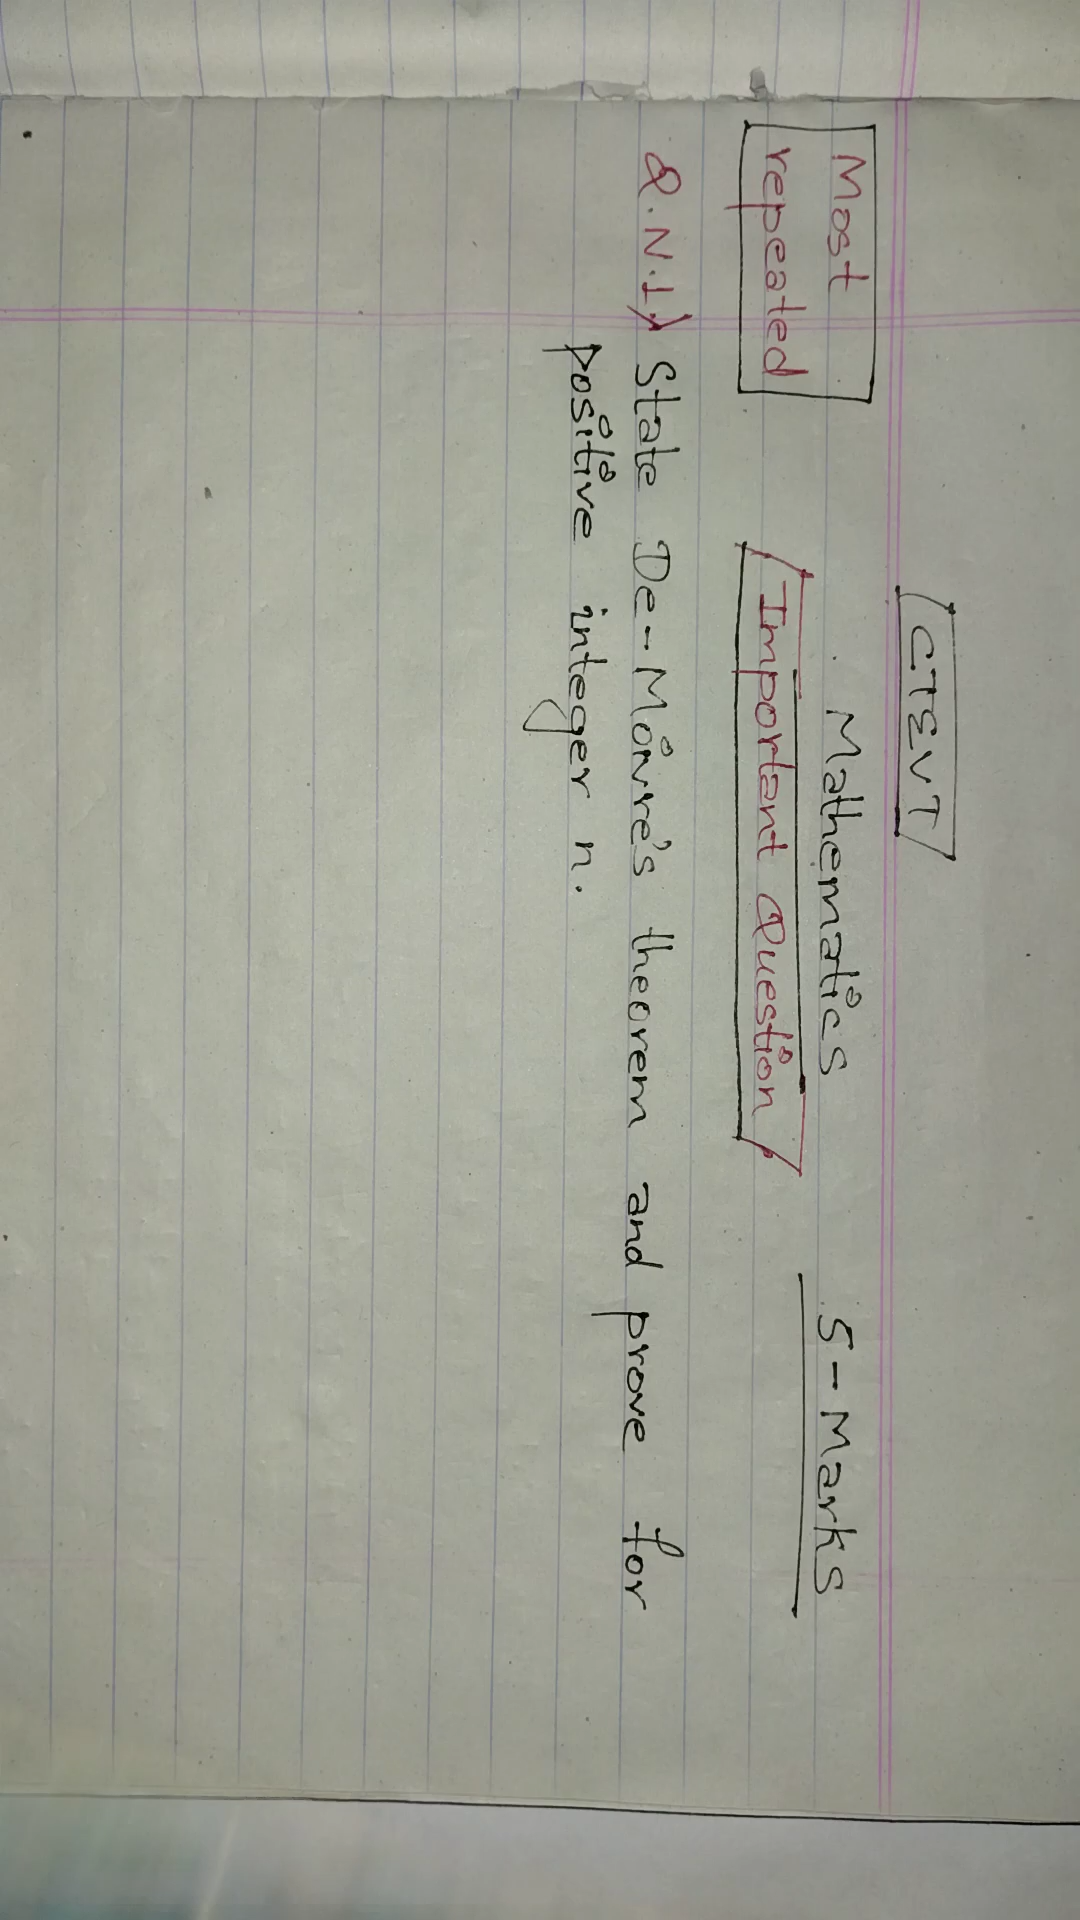 CTEVT
Most Mathematics 5-Marks
repeated Important Question
Q.N.1) State De-Moivre's theorem and prove for
positive integer n.